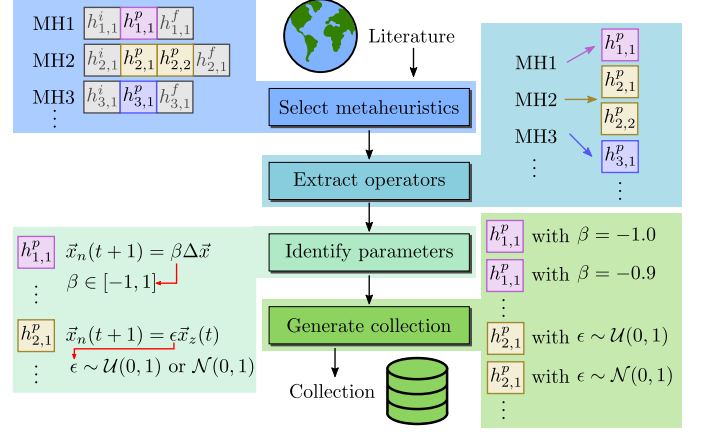 MH1 h^i_{1,1} h^p_{1,1} h^f_{1,1}
MH2 h^i_{2,1} h^p_{2,1} h^p_{2,2} h^f_{2,1}
MH3 h^i_{3,1} h^p_{3,1} h^f_{3,1}
⋮
Literature
Select metaheuristics
MH1 h^p_{1,1}
MH2 h^p_{2,1}
h^p_{2,2}
MH3 h^p_{3,1}
⋮ ⋮
Extract operators
Identify parameters
h^p_{1,1} x⃗_n(t + 1) = βΔx⃗
⋮ β ∈ [−1, 1]
h^p_{2,1} x⃗_n(t + 1) = ϵx⃗_z(t)
⋮ ϵ ∼ 𝒰(0, 1) or 𝒩(0, 1)
Generate collection
h^p_{1,1} with β = −1.0
h^p_{1,1} with β = −0.9
⋮
h^p_{2,1} with ϵ ∼ 𝒰(0, 1)
h^p_{2,1} with ϵ ∼ 𝒩(0, 1)
⋮
Collection